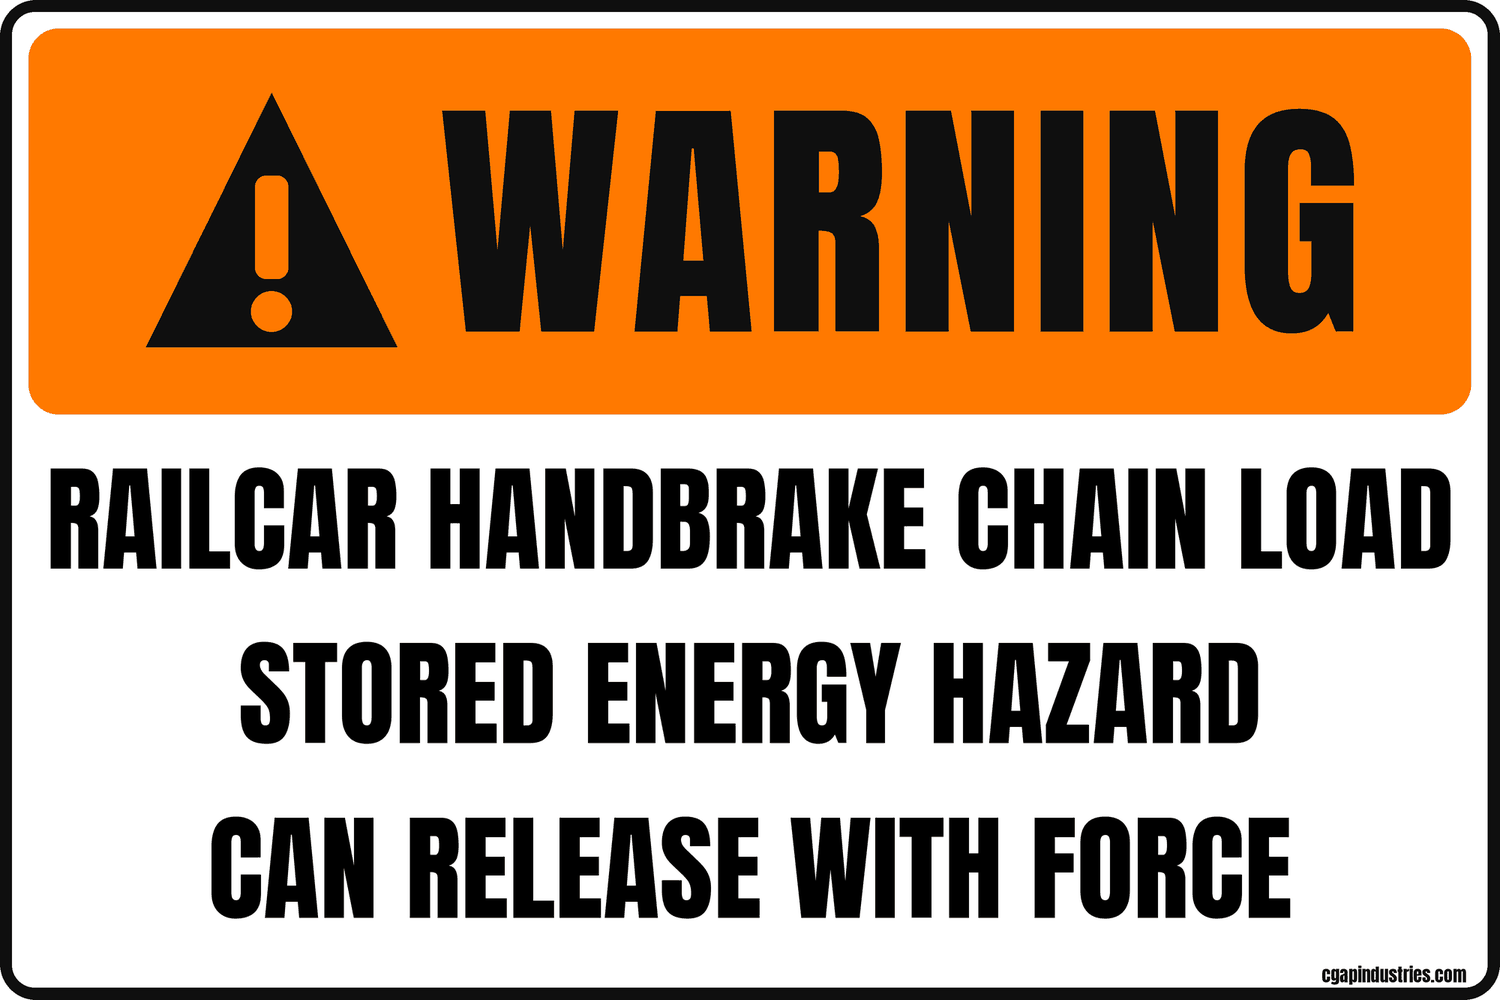 WARNING
RAILCAR HANDBRAKE CHAIN LOAD
STORED ENERGY HAZARD
CAN RELEASE WITH FORCE
cgapindustries.com